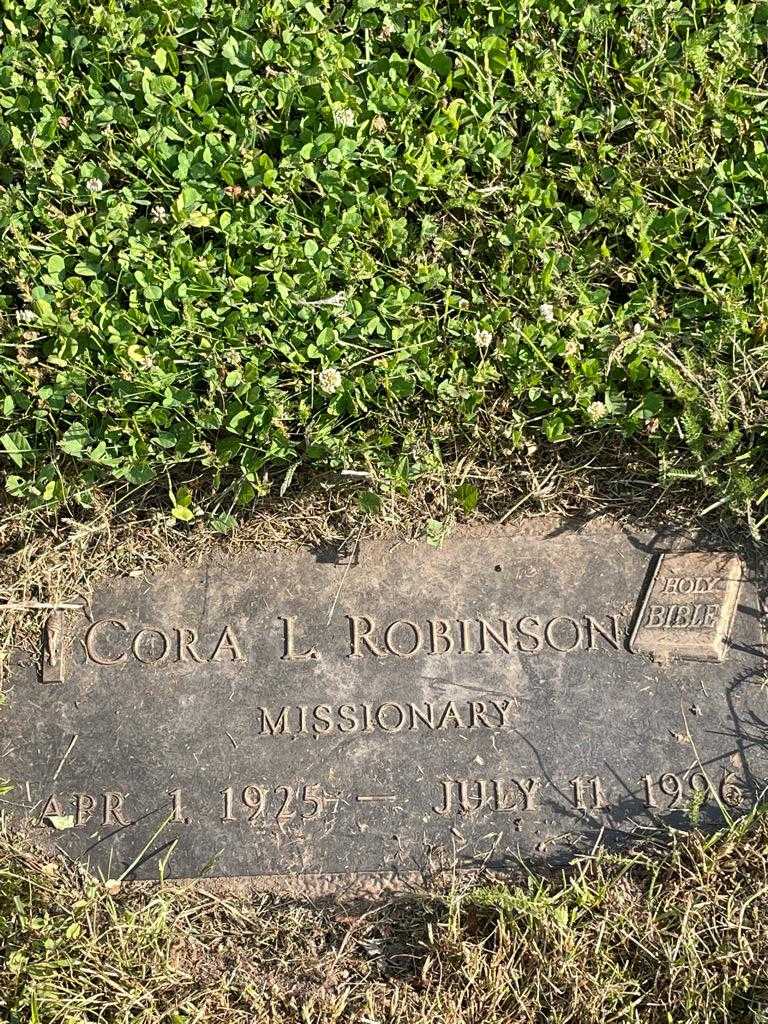 HOLY
BIBLE
CORA L. ROBINSON
MISSIONARY
APR 1, 1925 — JULY 11, 1996